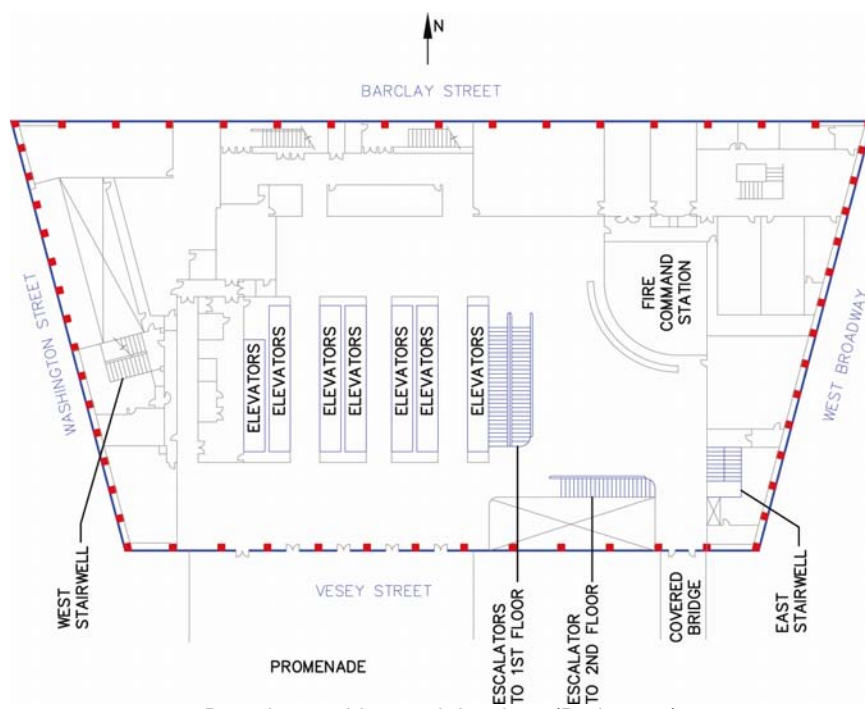 N
BARCLAY STREET
WASHINGTON STREET
WEST BROADWAY
FIRE
COMMAND
STATION
ELEVATORS
ELEVATORS
ELEVATORS
ELEVATORS
ELEVATORS
ELEVATORS
ELEVATORS
VESEY STREET
WEST
STAIRWELL
PROMENADE
ESCALATORS
TO 1ST FLOOR
ESCALATOR
TO 2ND FLOOR
COVERED
BRIDGE
EAST
STAIRWELL